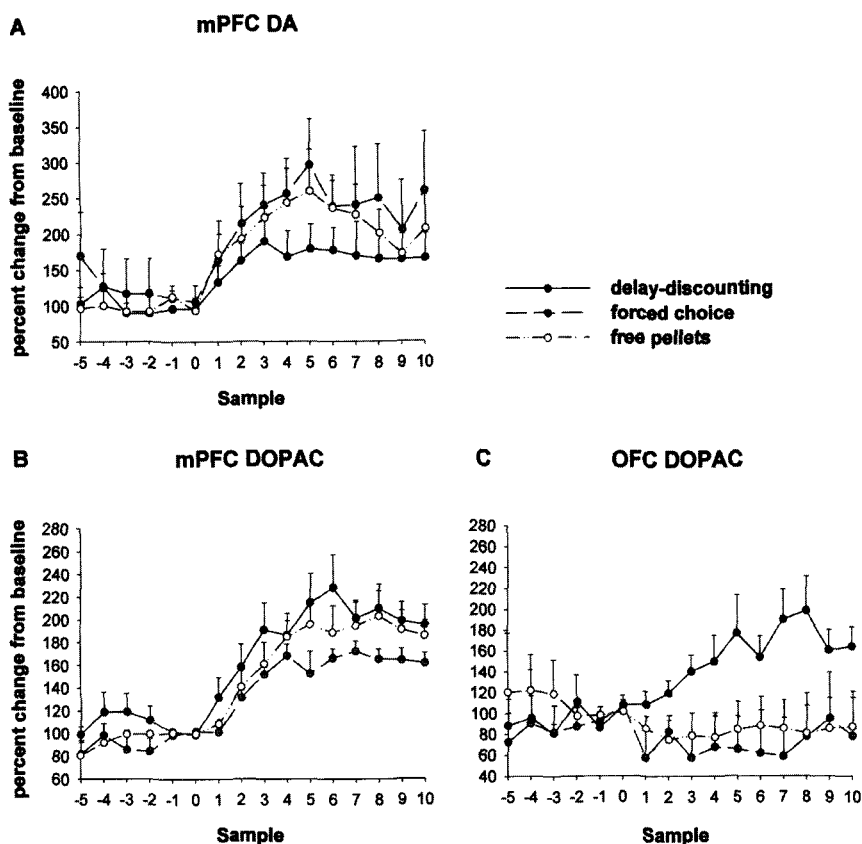 A
mPFC DA
percent change from baseline
400
350
300
250
200
150
100
50
-5 -4 -3 -2 -1 0 1 2 3 4 5 6 7 8 9 10
Sample
delay-discounting
forced choice
free pellets
B
mPFC DOPAC
percent change from baseline
280
260
240
220
200
180
160
140
120
100
80
60
-5 -4 -3 -2 -1 0 1 2 3 4 5 6 7 8 9 10
Sample
C
OFC DOPAC
280
260
240
220
200
180
160
140
120
100
80
60
40
-5 -4 -3 -2 -1 0 1 2 3 4 5 6 7 8 9 10
Sample